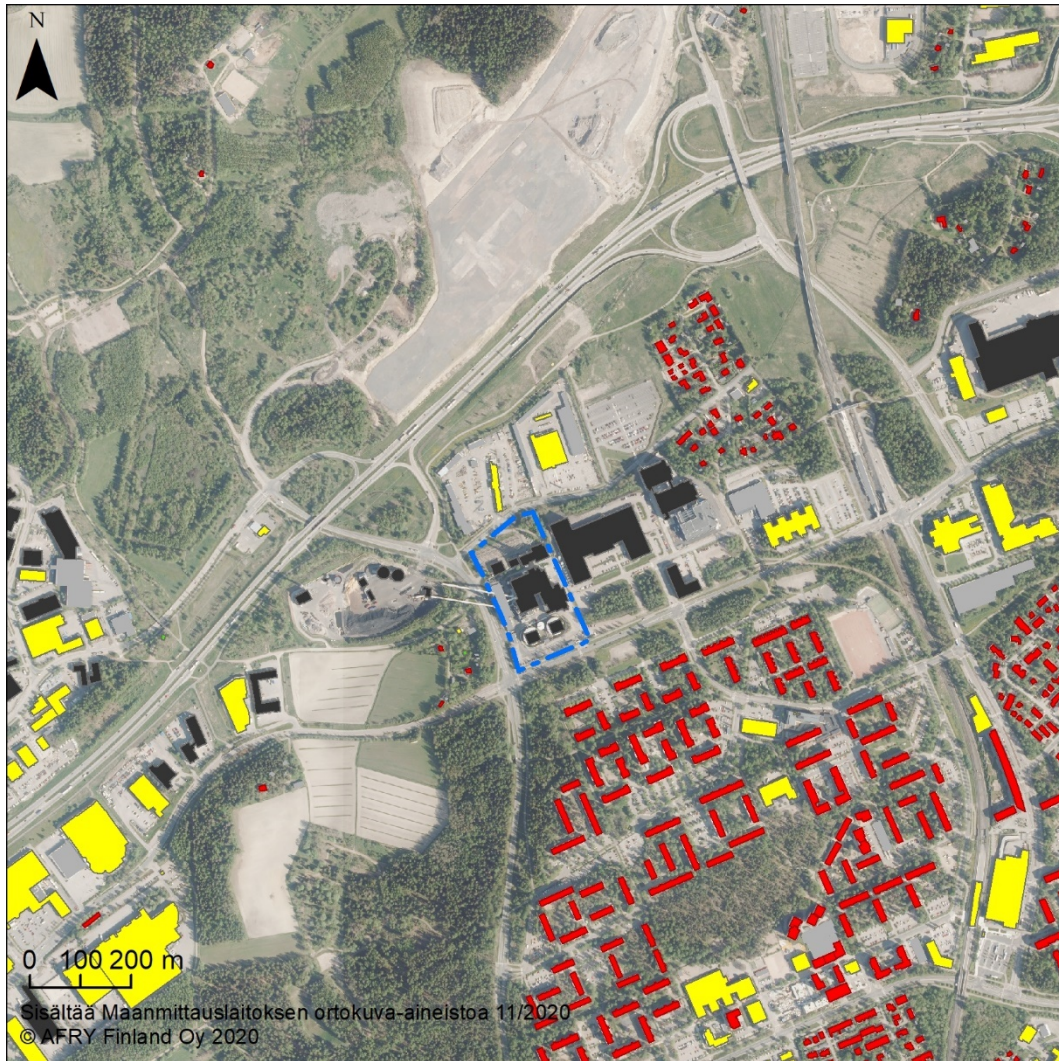 N
0 100 200 m
Sisältää Maanmittauslaitoksen ortokuva-aineistoa 11/2020
© AFRY Finland Oy 2020